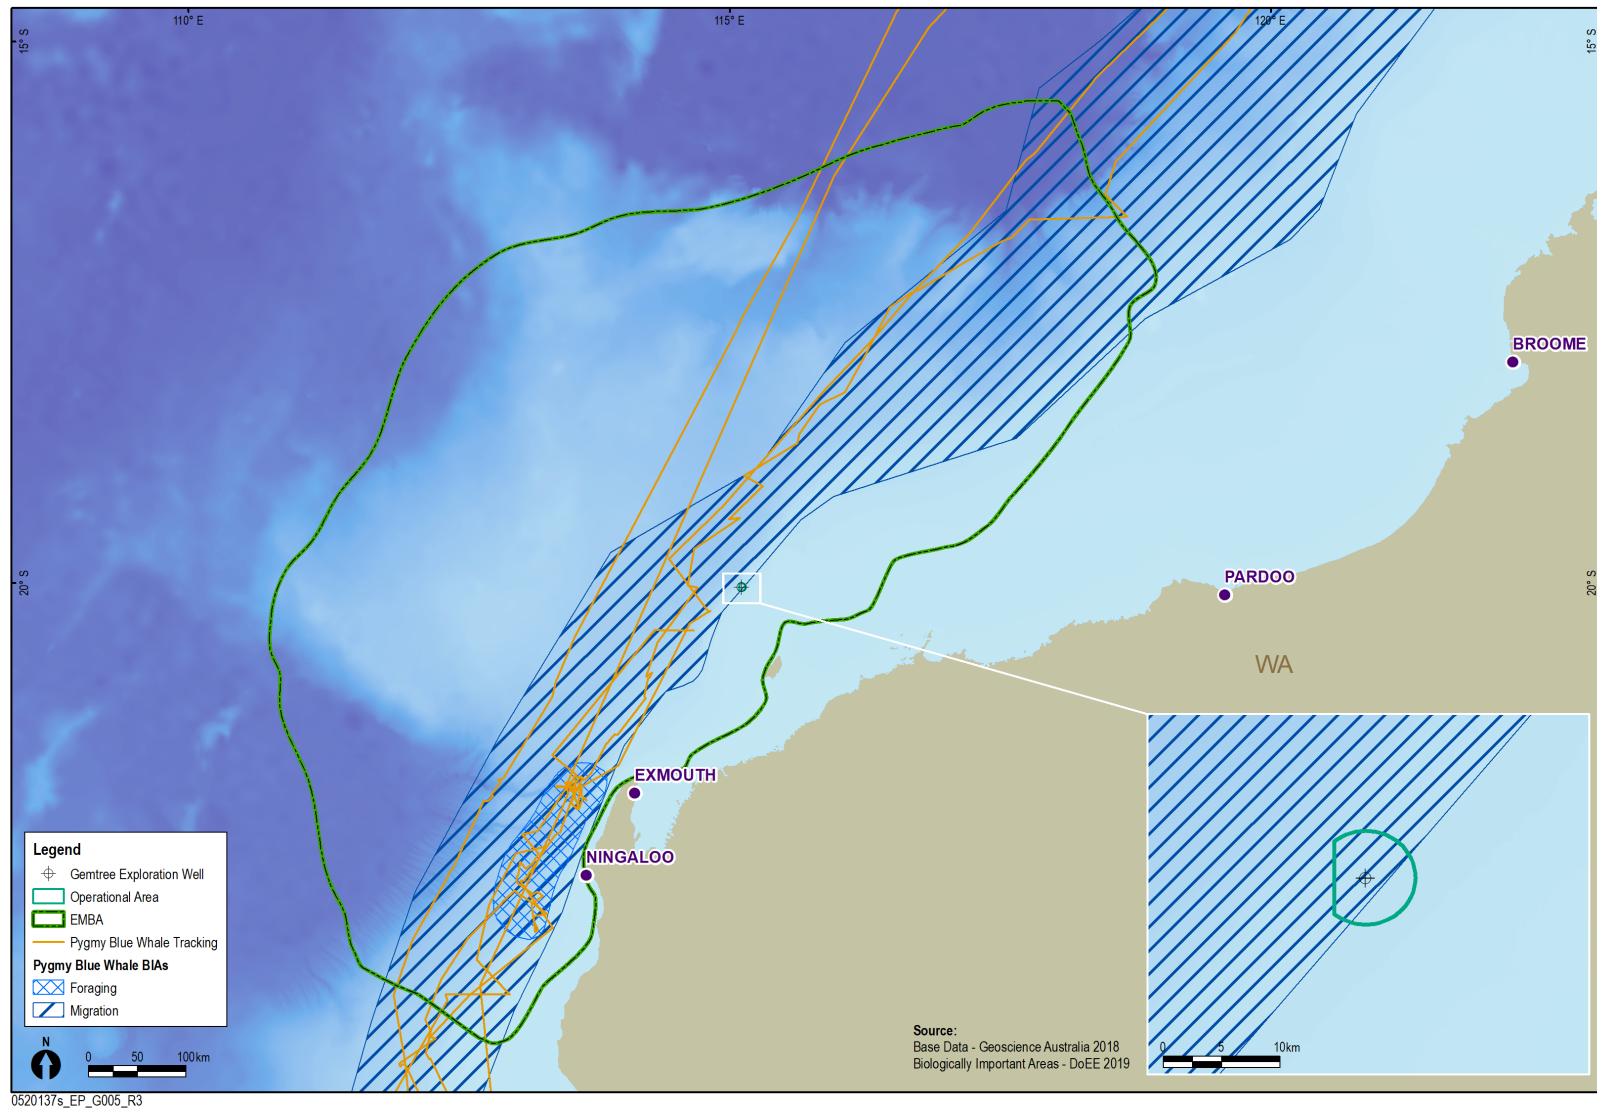 110° E
115° E
120° E
15° S
15° S
BROOME
20° S
PARDOO
20° S
WA
EXMOUTH
NINGALOO
Legend
Gemtree Exploration Well
Operational Area
EMBA
Pygmy Blue Whale Tracking
Pygmy Blue Whale BIAs
Foraging
Migration
N
0 50 100 km
Source:
Base Data - Geoscience Australia 2018
Biologically Important Areas - DoEE 2019
0 5 10km
0520137s_EP_G005_R3